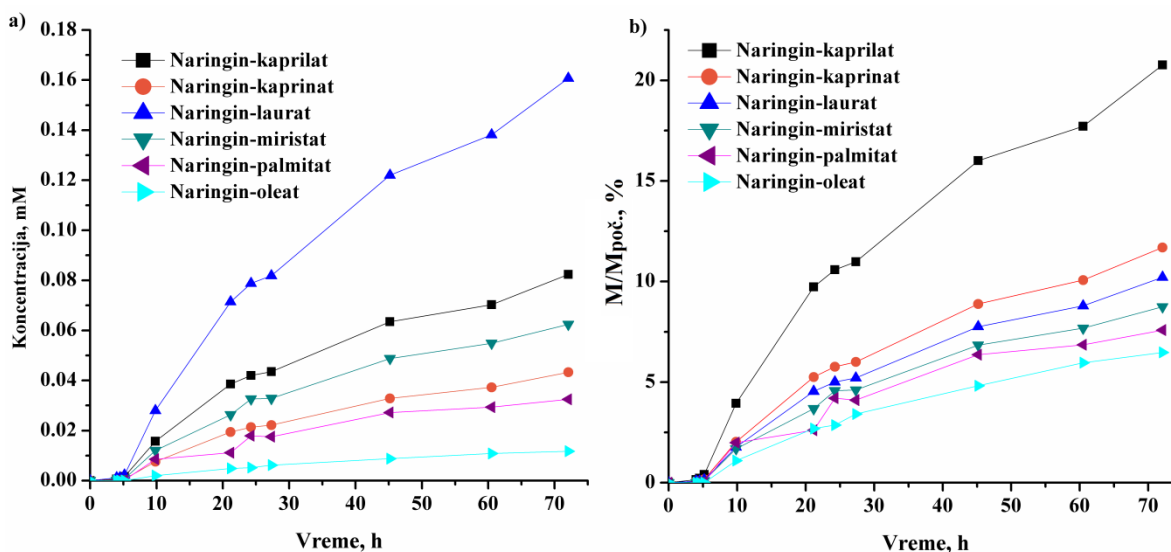 a)
Koncentracija, mM
0.18
0.16
0.14
0.12
0.10
0.08
0.06
0.04
0.02
0.00
Naringin-kaprilat
Naringin-kaprinat
Naringin-laurat
Naringin-miristat
Naringin-palmitat
Naringin-oleat
0 10 20 30 40 50 60 70
Vreme, h
b)
M/Mpoč., %
20
15
10
5
0
Naringin-kaprilat
Naringin-kaprinat
Naringin-laurat
Naringin-miristat
Naringin-palmitat
Naringin-oleat
0 10 20 30 40 50 60 70
Vreme, h